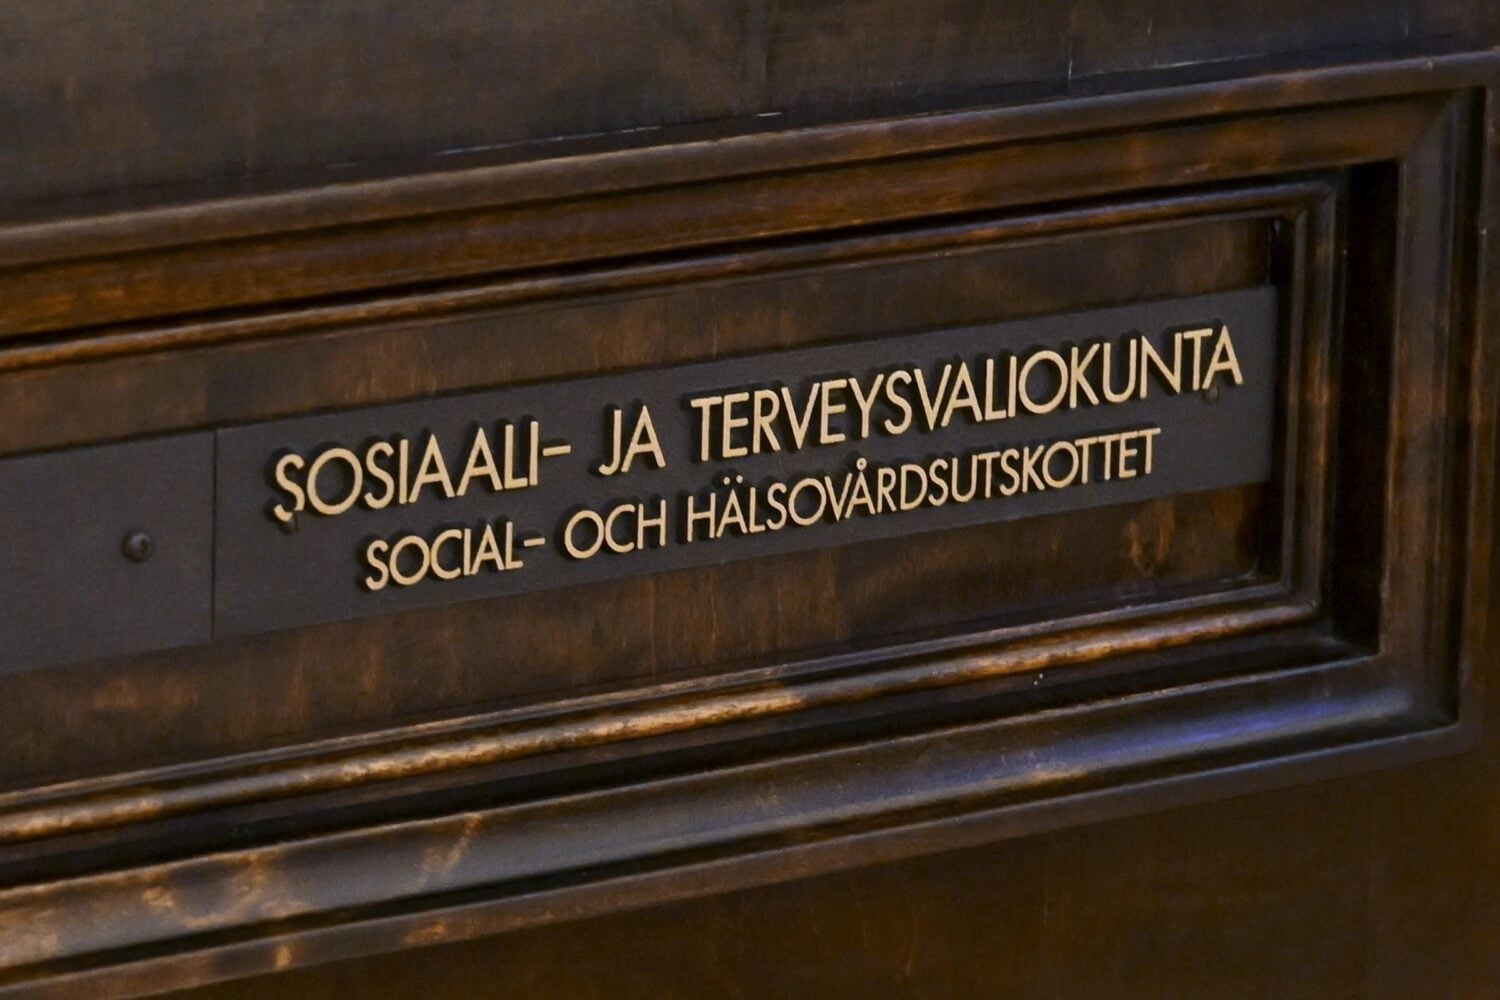 SOSIAALI- JA TERVEYSVALIOKUNTA
SOCIAL- OCH HÄLSOVÅRDSUTSKOTTET